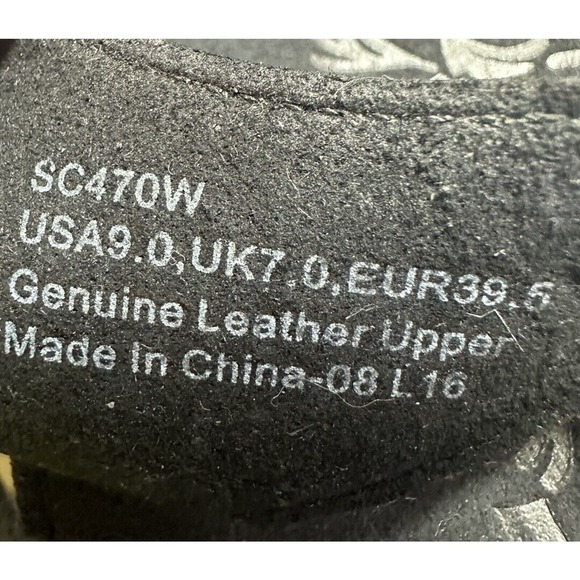 SC470W
USA9.0,UK7.0,EUR39.5
Genuine Leather Upper
Made In China-08 L16